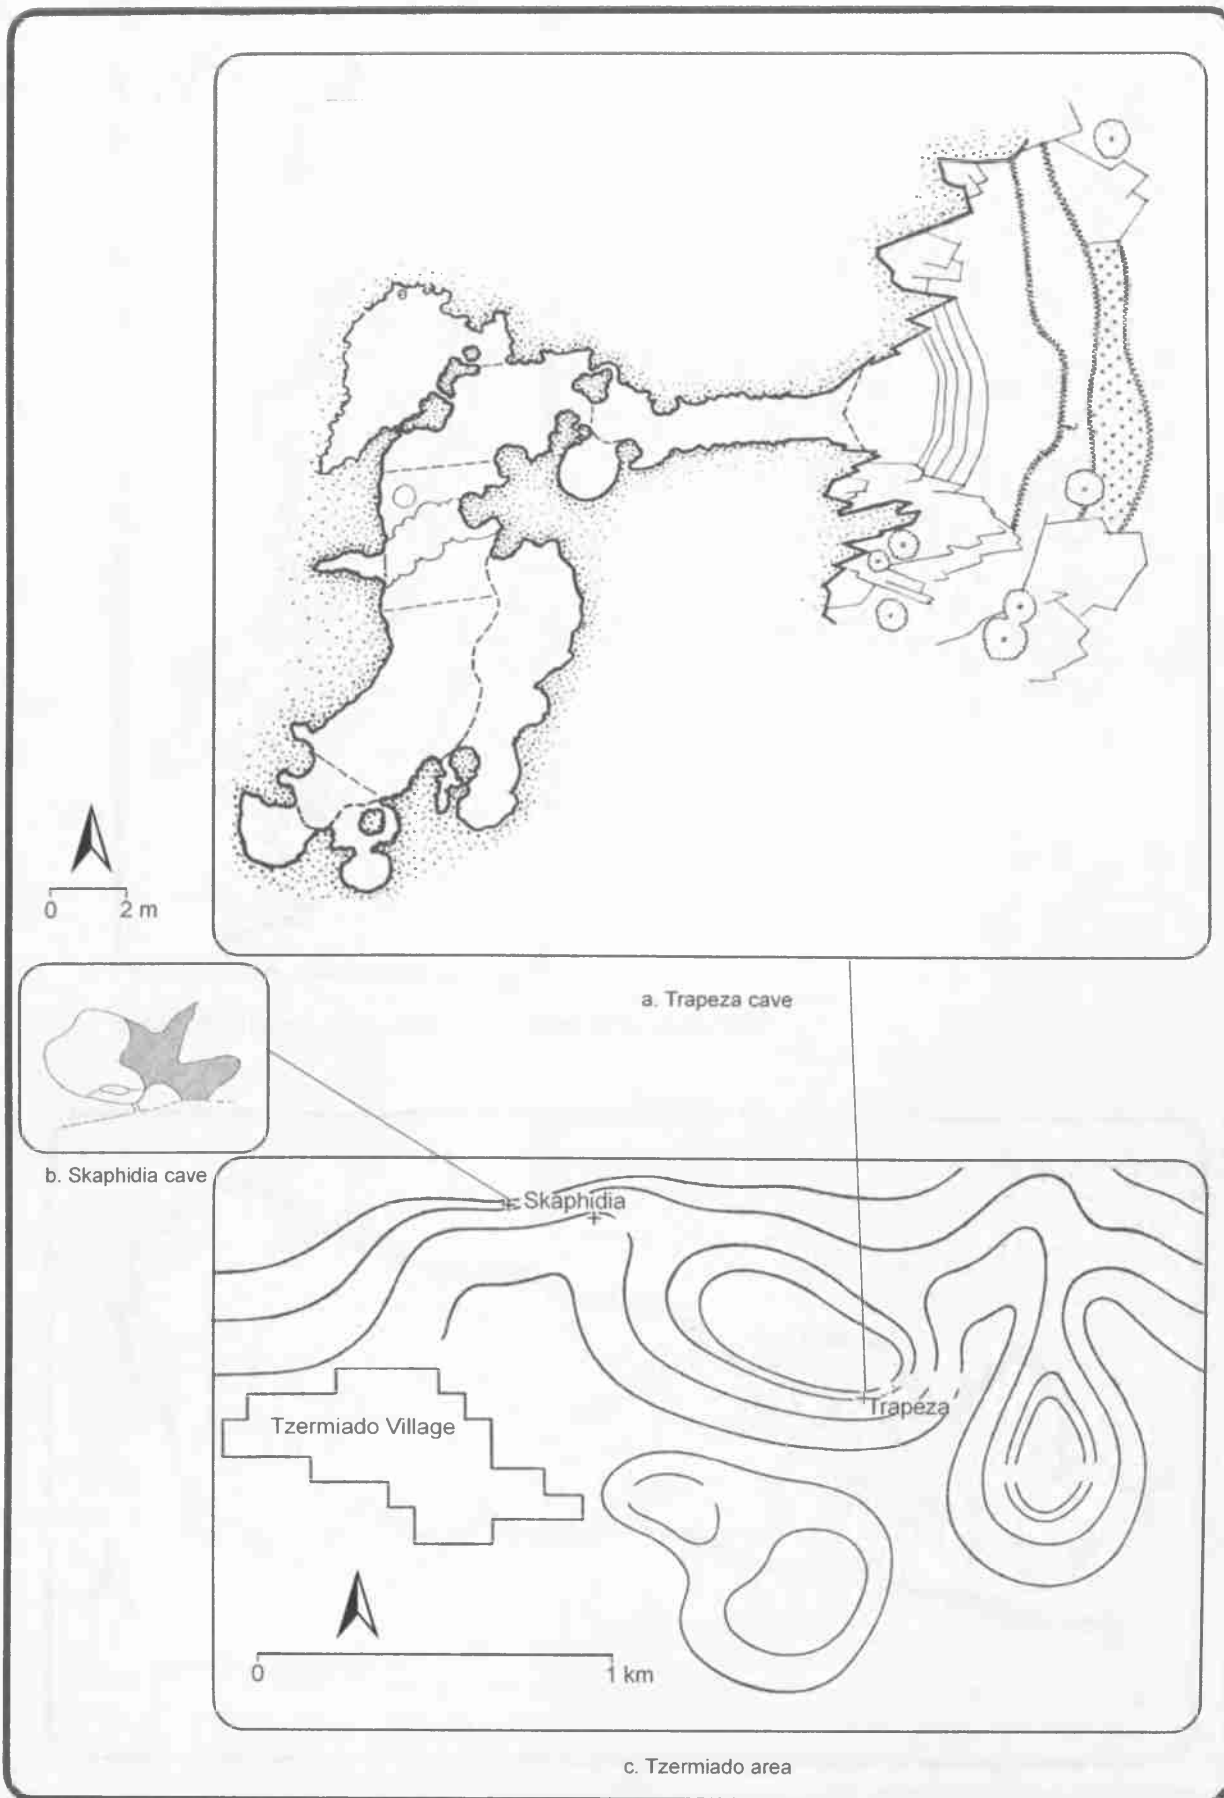 0 2 m
a. Trapeza cave
b. Skaphidia cave
Skaphidia
Trapeza
Tzermiado Village
0 1 km
c. Tzermiado area